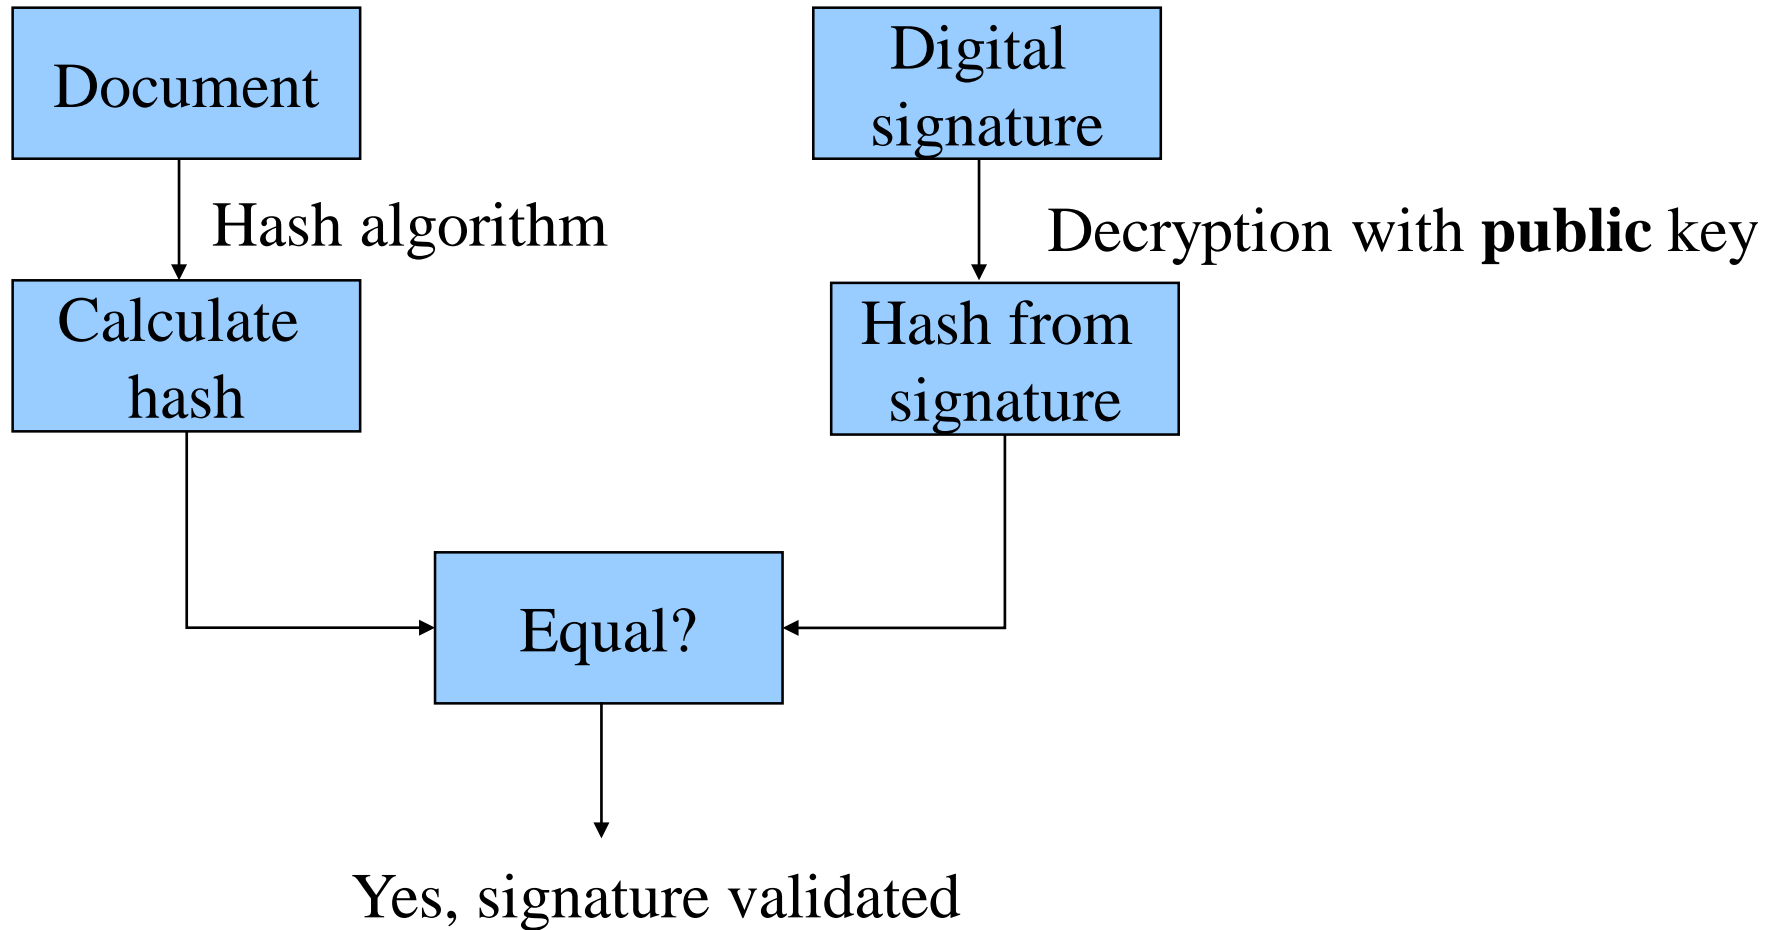 Document
Digital
signature
Hash algorithm
Decryption with public key
Calculate
hash
Hash from
signature
Equal?
Yes, signature validated